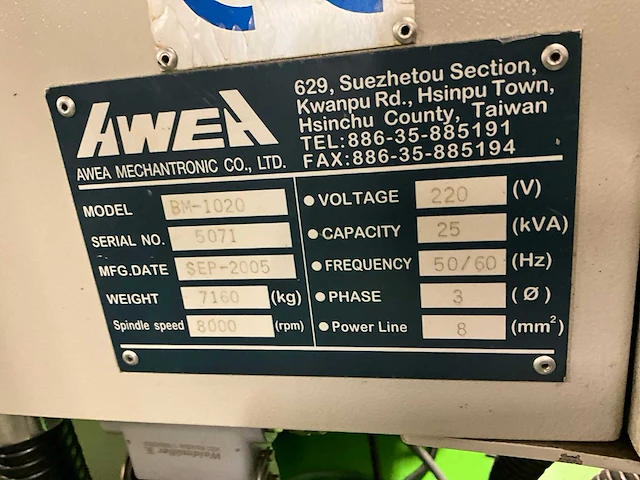 AWEA
AWEA MECHANTRONIC CO., LTD.
629, Suezhetou Section,
Kwanpu Rd., Hsinpu Town,
Hsinchu County, Taiwan
TEL:886-35-885191
FAX:886-35-885194
MODEL BM-1020
SERIAL NO. 5071
MFG.DATE SEP-2005
WEIGHT 7160 (kg)
Spindle speed 8000 (rpm)
● VOLTAGE 220 (V)
● CAPACITY 25 (kVA)
● FREQUENCY 50/60 (Hz)
● PHASE 3 (Ø)
● Power Line 8 (mm²)
Weidmüller